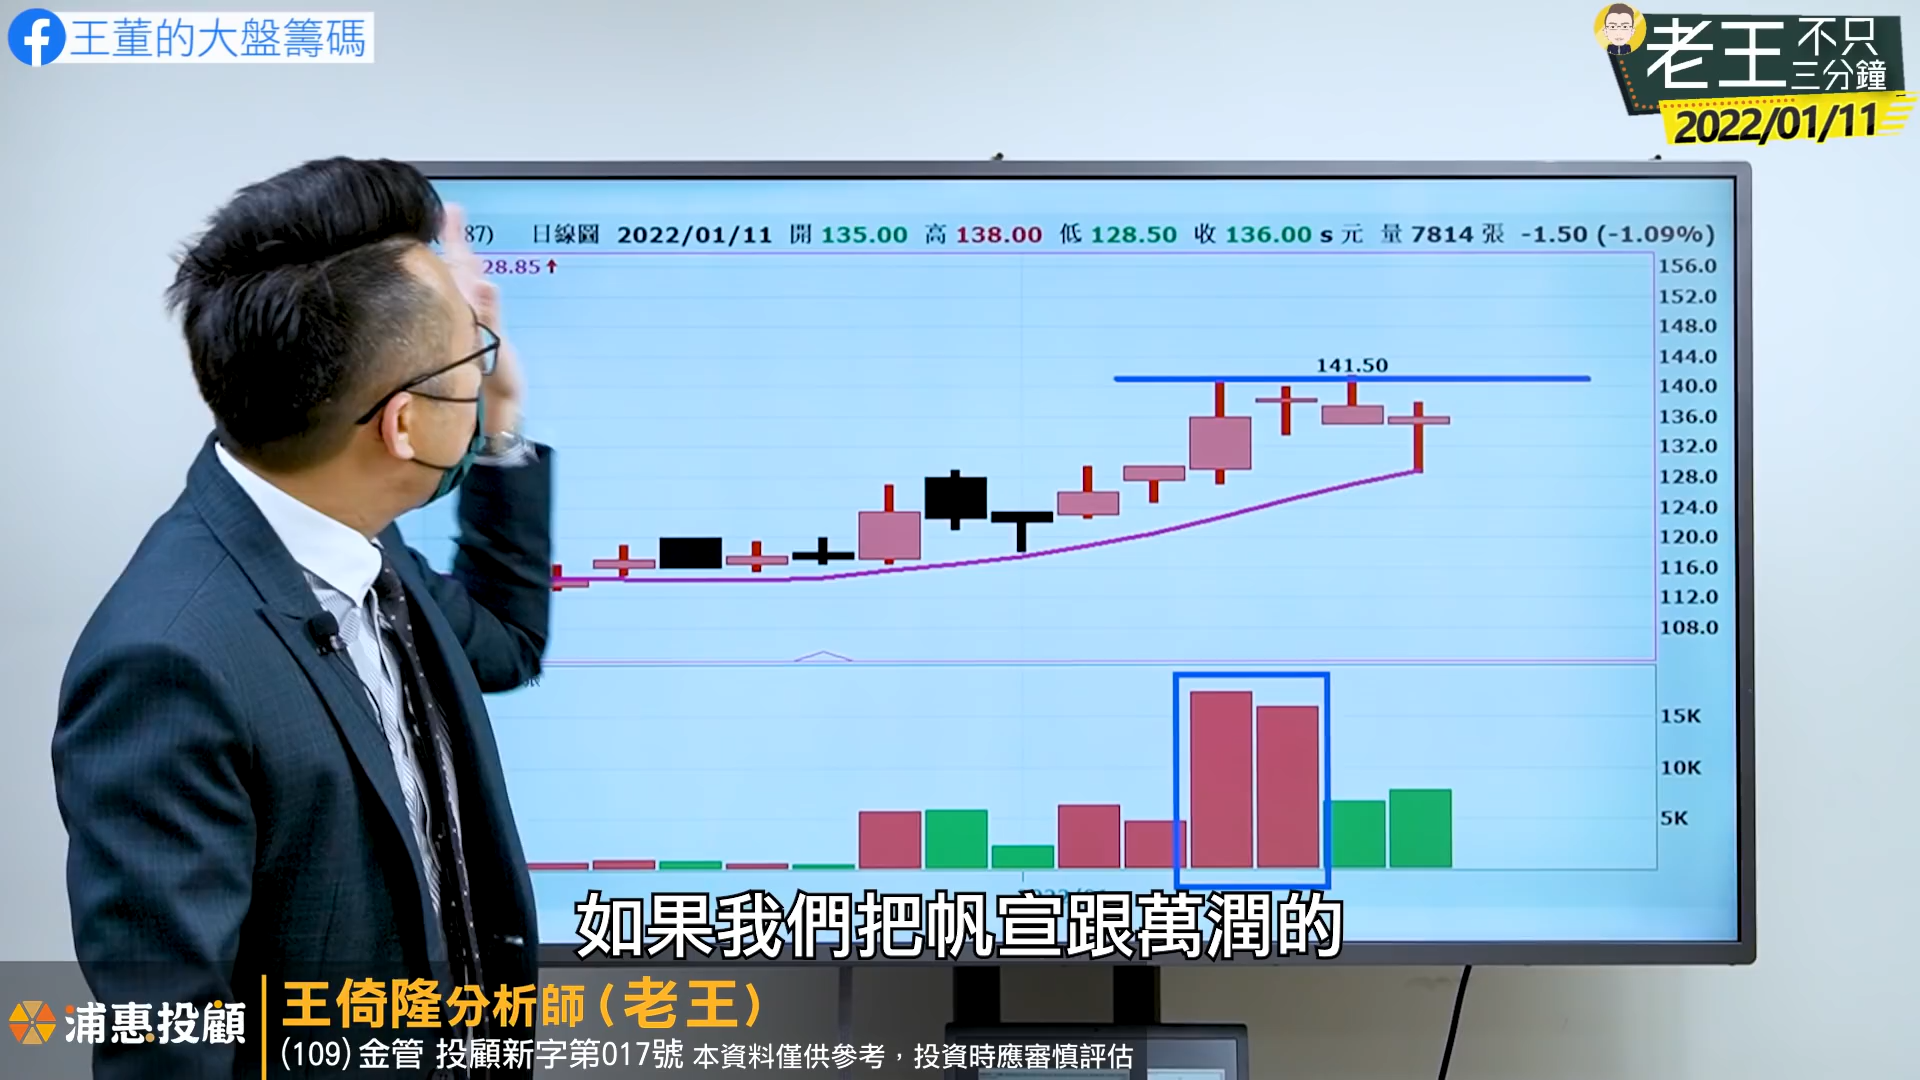 王董的大盤籌碼
老王不只三分鐘
2022/01/11
87) 日線圖 2022/01/11 開 135.00 高 138.00 低 128.50 收 136.00 s 元 量 7814 張 -1.50 (-1.09%)
28.85↑
156.0
152.0
148.0
144.0
141.50
140.0
136.0
132.0
128.0
124.0
120.0
116.0
112.0
108.0
15K
10K
5K
如果我們把帆宣跟萬潤的
浦惠投顧
王倚隆分析師(老王)
(109)金管 投顧新字第017號 本資料僅供參考，投資時應審慎評估